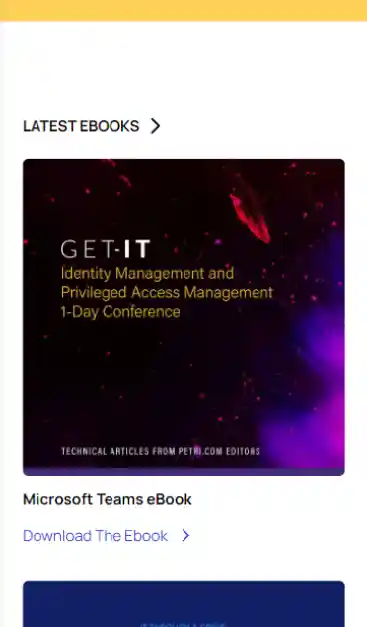 LATEST EBOOKS
GET-IT
Identity Management and
Privileged Access Management
1-Day Conference
TECHNICAL ARTICLES FROM PETRI.COM EDITORS
Microsoft Teams eBook
Download The Ebook